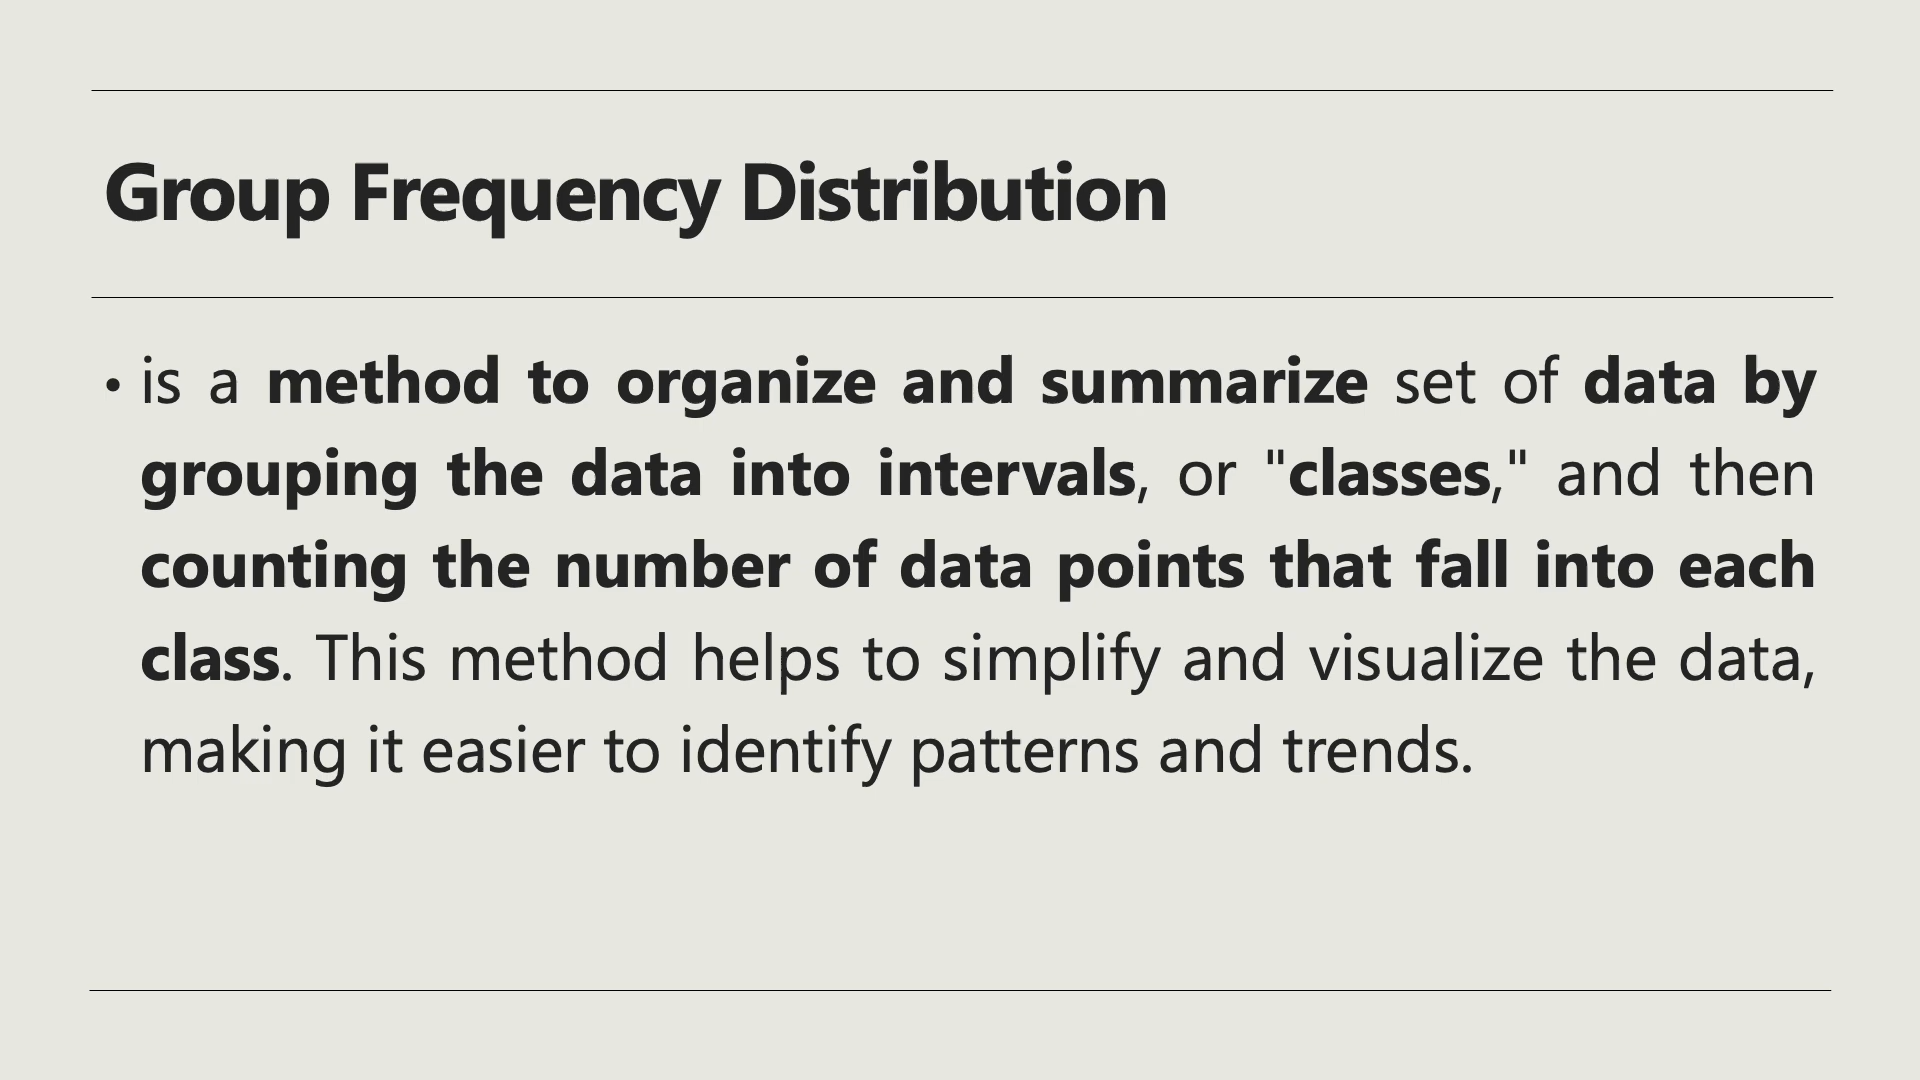 Group Frequency Distribution
• is a method to organize and summarize set of data by
grouping the data into intervals, or "classes," and then
counting the number of data points that fall into each
class. This method helps to simplify and visualize the data,
making it easier to identify patterns and trends.